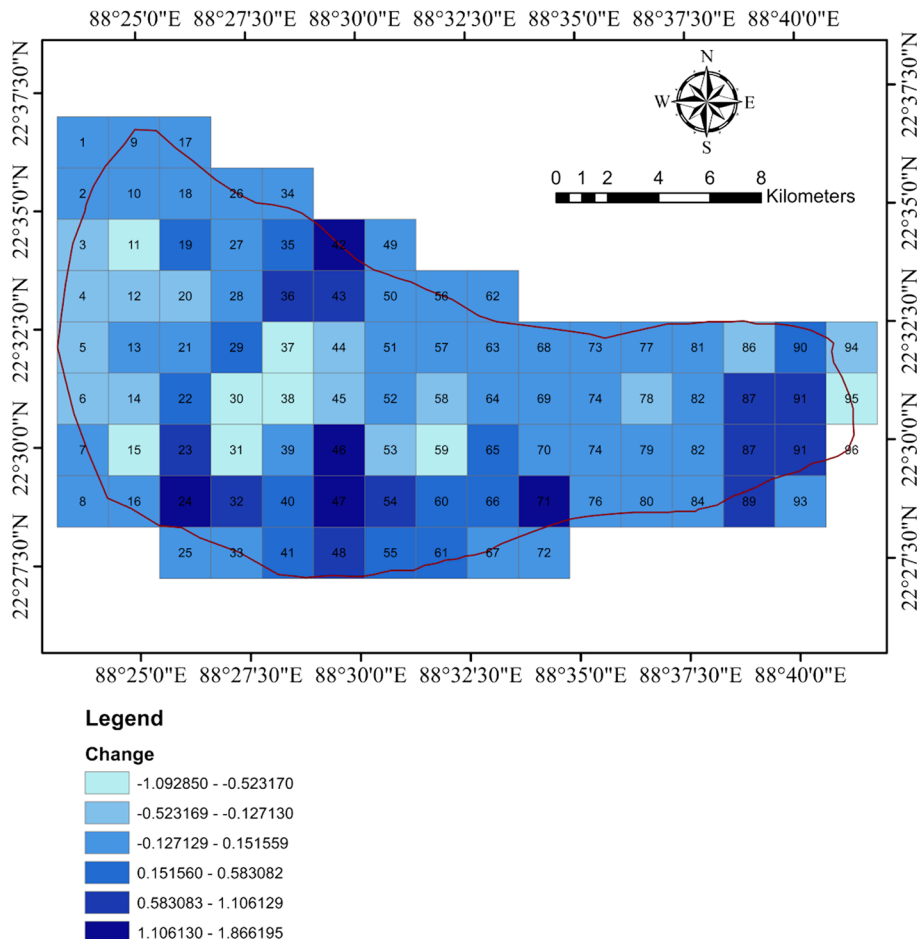 88°25'0"E 88°27'30"E 88°30'0"E 88°32'30"E 88°35'0"E 88°37'30"E 88°40'0"E
22°37'30"N 22°37'30"N
N
W E
S
1 9 17
0 1 2 4 6 8
Kilometers
2 10 18 26 34
22°35'0"N 22°35'0"N
3 11 19 27 35 42 49
4 12 20 28 36 43 50 56 62
22°32'30"N 22°32'30"N
5 13 21 29 37 44 51 57 63 68 73 77 81 86 90 94
6 14 22 30 38 45 52 58 64 69 74 78 82 87 91 95
22°30'0"N 22°30'0"N
7 15 23 31 39 46 53 59 65 70 74 79 82 87 91 96
8 16 24 32 40 47 54 60 66 71 76 80 84 89 93
25 33 41 48 55 61 67 72
22°27'30"N 22°27'30"N
88°25'0"E 88°27'30"E 88°30'0"E 88°32'30"E 88°35'0"E 88°37'30"E 88°40'0"E
Legend
Change
-1.092850 - -0.523170
-0.523169 - -0.127130
-0.127129 - 0.151559
0.151560 - 0.583082
0.583083 - 1.106129
1.106130 - 1.866195